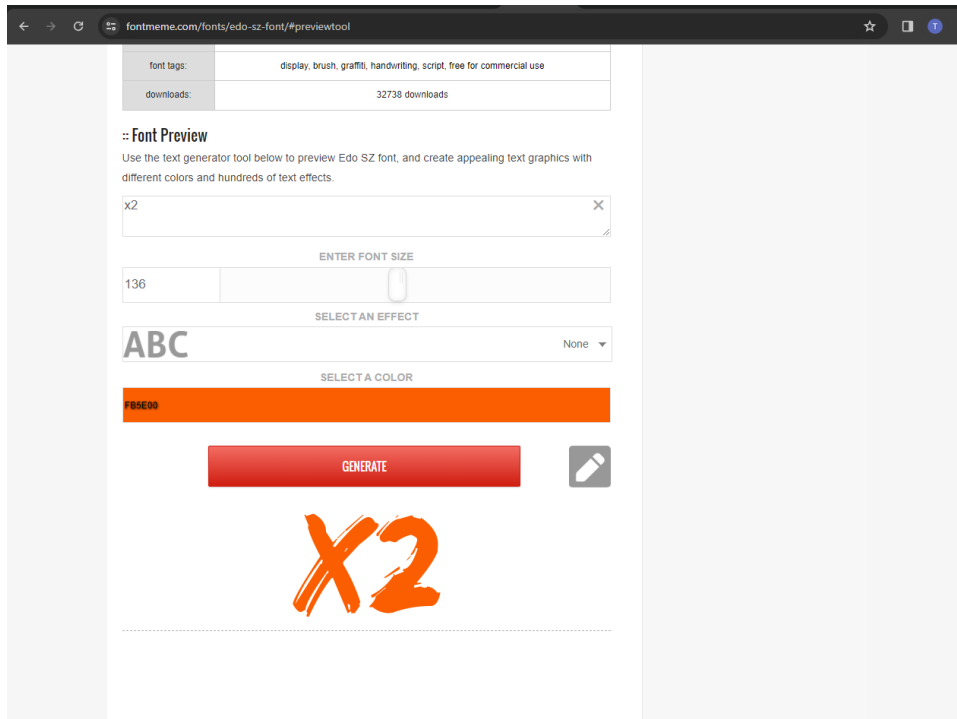 fontmeme.com/fonts/edo-sz-font/#previewtool
T
font tags: display, brush, graffiti, handwriting, script, free for commercial use
downloads: 32738 downloads
:: Font Preview
Use the text generator tool below to preview Edo SZ font, and create appealing text graphics with
different colors and hundreds of text effects.
x2
ENTER FONT SIZE
136
SELECT AN EFFECT
ABC None
SELECT A COLOR
FB5E00
GENERATE
X2